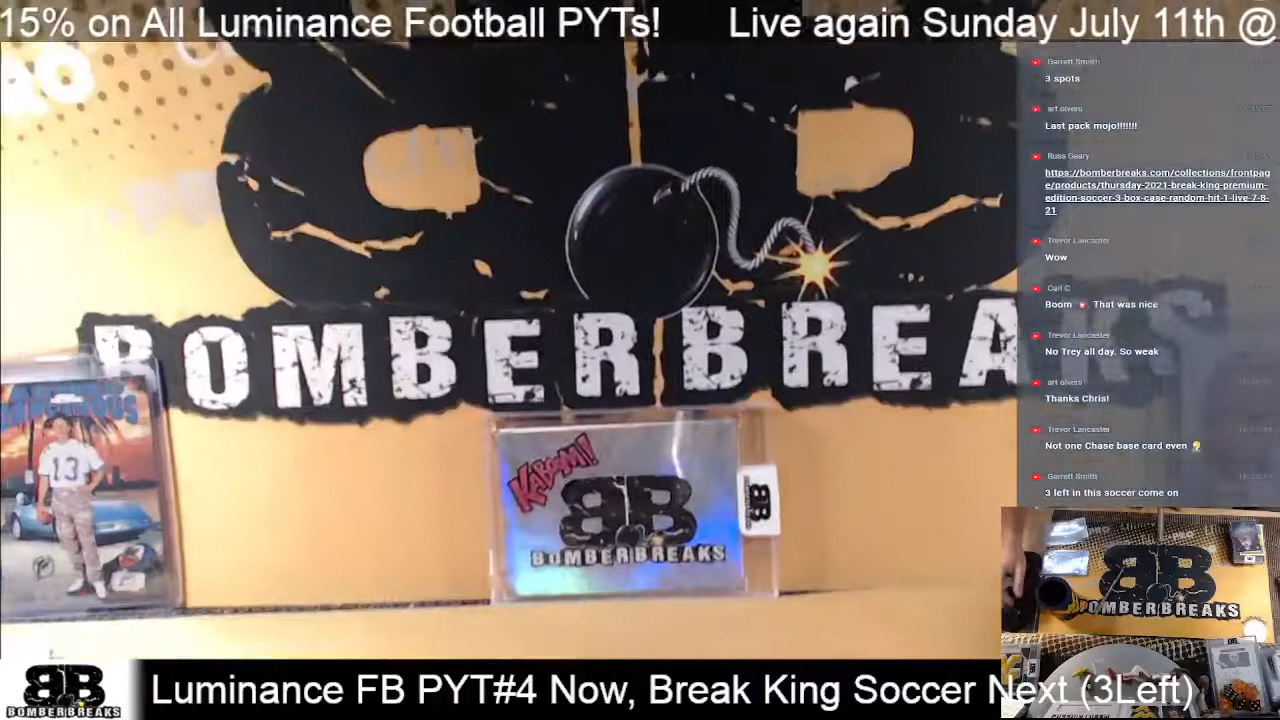 15% on All Luminance Football PYTs! Live again Sunday July 11th @
BOMBERBREA
13
KABOOM!
BB
BOMBERBREAKS
BB
Garrett Smith
3 spots
art oivers
Last pack mojo!!!!!!!
Russ Geary
https://bomberbreaks.com/collections/frontpag
e/products/thursday-2021-break-king-premium-
edition-soccer-3-box-case-random-hit-1-live-7-8-
21
Trevor Lancaster
Wow
Carl C
Boom 💥. That was nice
Trevor Lancaster
No Trey all day. So weak
art oivers
Thanks Chris!
Trevor Lancaster
Not one Chase base card even 🤦
Garrett Smith
3 left in this soccer come on
BB
BOMBERBREAKS
BB
BOMBERBREAKS
Luminance FB PYT#4 Now, Break King Soccer Next (3Left)